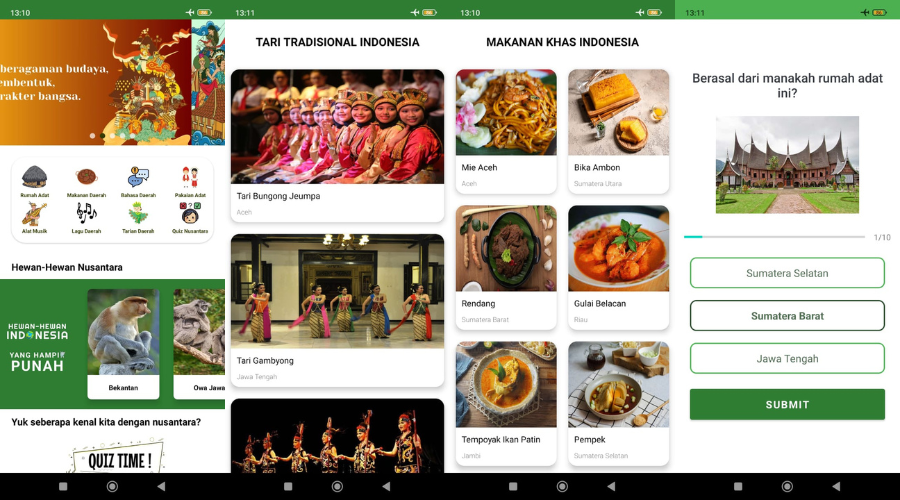 13:10
beragaman budaya,
embentuk,
rakter bangsa.
Rumah Adat
Makanan Daerah
Bahasa Daerah
Pakaian Adat
Alat Musik
Lagu Daerah
Tarian Daerah
Quiz Nusantara
Hewan-Hewan Nusantara
HEWAN-HEWAN
INDONESIA
YANG HAMPIR
PUNAH
Bekantan
Owa Jawa
Yuk seberapa kenal kita dengan nusantara?
QUIZ TIME !
13:11
TARI TRADISIONAL INDONESIA
Tari Bungong Jeumpa
Aceh
Tari Gambyong
Jawa Tengah
13:10
MAKANAN KHAS INDONESIA
Mie Aceh
Aceh
Bika Ambon
Sumatera Utara
Rendang
Sumatera Barat
Gulai Belacan
Riau
Tempoyak Ikan Patin
Jambi
Pempek
Sumatera Selatan
13:11
Berasal dari manakah rumah adat
ini?
1/10
Sumatera Selatan
Sumatera Barat
Jawa Tengah
SUBMIT